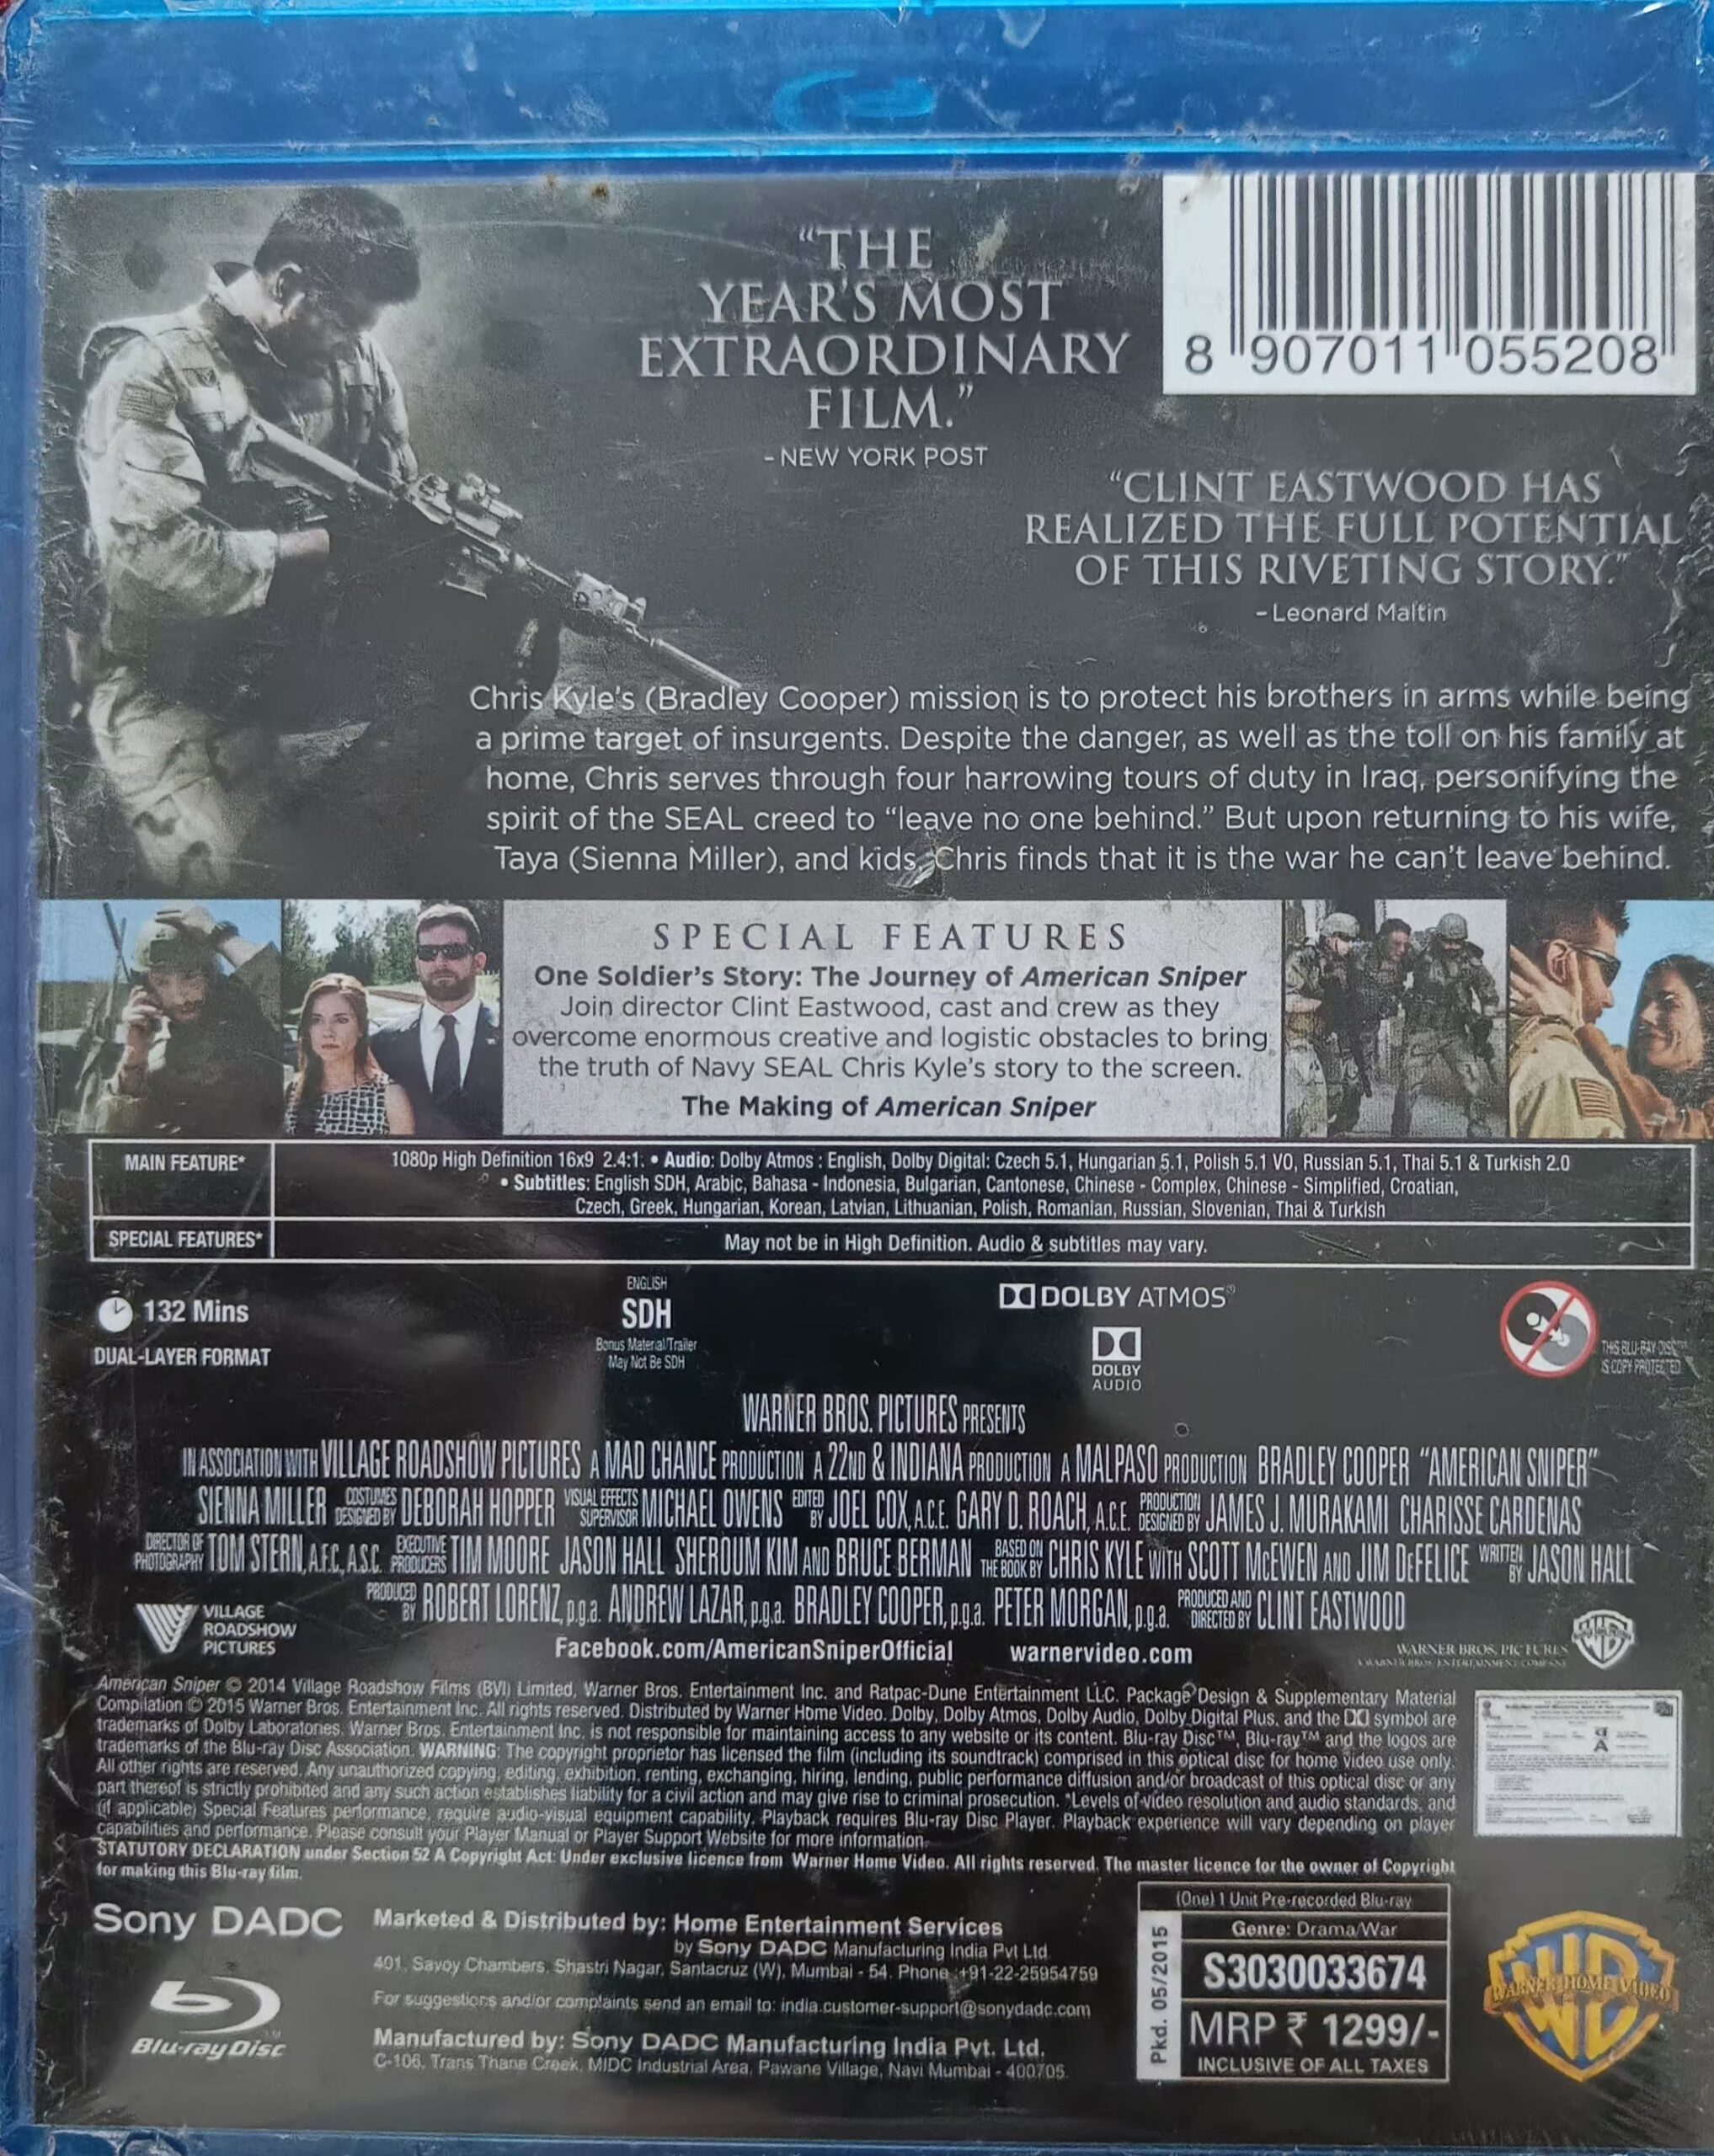 "THE
YEAR'S MOST
EXTRAORDINARY
FILM."
- NEW YORK POST
8 907011 055208
"CLINT EASTWOOD HAS
REALIZED THE FULL POTENTIAL
OF THIS RIVETING STORY."
- Leonard Maltin
Chris Kyle's (Bradley Cooper) mission is to protect his brothers in arms while being
a prime target of insurgents. Despite the danger, as well as the toll on his family at
home, Chris serves through four harrowing tours of duty in Iraq, personifying the
spirit of the SEAL creed to "leave no one behind." But upon returning to his wife,
Taya (Sienna Miller), and kids, Chris finds that it is the war he can't leave behind.
SPECIAL FEATURES
One Soldier's Story: The Journey of American Sniper
Join director Clint Eastwood, cast and crew as they
overcome enormous creative and logistic obstacles to bring
the truth of Navy SEAL Chris Kyle's story to the screen.
The Making of American Sniper
MAIN FEATURE*
1080p High Definition 16x9 2.4:1. • Audio: Dolby Atmos : English, Dolby Digital: Czech 5.1, Hungarian 5.1, Polish 5.1 VO, Russian 5.1, Thai 5.1 & Turkish 2.0
• Subtitles: English SDH, Arabic, Bahasa - Indonesia, Bulgarian, Cantonese, Chinese - Complex, Chinese - Simplified, Croatian,
Czech, Greek, Hungarian, Korean, Latvian, Lithuanian, Polish, Romanian, Russian, Slovenian, Thai & Turkish
SPECIAL FEATURES*
May not be in High Definition. Audio & subtitles may vary.
132 Mins
DUAL-LAYER FORMAT
ENGLISH
SDH
Bonus Material/Trailer
May Not Be SDH
DOLBY ATMOS®
DOLBY
AUDIO
THIS BLU-RAY DISC™
IS COPY PROTECTED
WARNER BROS. PICTURES PRESENTS
IN ASSOCIATION WITH VILLAGE ROADSHOW PICTURES A MAD CHANCE PRODUCTION A 22ND & INDIANA PRODUCTION A MALPASO PRODUCTION BRADLEY COOPER "AMERICAN SNIPER"
SIENNA MILLER COSTUMES DESIGNED BY DEBORAH HOPPER VISUAL EFFECTS SUPERVISOR MICHAEL OWENS EDITED BY JOEL COX, A.C.E. GARY D. ROACH, A.C.E. PRODUCTION DESIGNED BY JAMES J. MURAKAMI CHARISSE CARDENAS
DIRECTOR OF PHOTOGRAPHY TOM STERN, A.F.C., A.S.C. EXECUTIVE PRODUCERS TIM MOORE JASON HALL SHEROUM KIM AND BRUCE BERMAN BASED ON THE BOOK BY CHRIS KYLE WITH SCOTT McEWEN AND JIM DeFELICE WRITTEN BY JASON HALL
PRODUCED BY ROBERT LORENZ, p.g.a. ANDREW LAZAR, p.g.a. BRADLEY COOPER, p.g.a. PETER MORGAN, p.g.a. PRODUCED AND DIRECTED BY CLINT EASTWOOD
VILLAGE
ROADSHOW
PICTURES
Facebook.com/AmericanSniperOfficial warnervideo.com
WARNER BROS. PICTURES
A WARNER BROS. ENTERTAINMENT COMPANY
American Sniper © 2014 Village Roadshow Films (BVI) Limited, Warner Bros. Entertainment Inc. and Ratpac-Dune Entertainment LLC. Package Design & Supplementary Material
Compilation © 2015 Warner Bros. Entertainment Inc. All rights reserved. Distributed by Warner Home Video. Dolby, Dolby Atmos, Dolby Audio, Dolby Digital Plus, and the DD symbol are
trademarks of Dolby Laboratories. Warner Bros. Entertainment Inc. is not responsible for maintaining access to any website or its content. Blu-ray Disc™, Blu-ray™ and the logos are
trademarks of the Blu-ray Disc Association. WARNING: The copyright proprietor has licensed the film (including its soundtrack) comprised in this optical disc for home video use only.
All other rights are reserved. Any unauthorized copying, editing, exhibition, renting, exchanging, hiring, lending, public performance diffusion and/or broadcast of this optical disc or any
part thereof is strictly prohibited and any such action establishes liability for a civil action and may give rise to criminal prosecution. *Levels of video resolution and audio standards, and
(if applicable) Special Features performance, require audio-visual equipment capability. Playback requires Blu-ray Disc Player. Playback experience will vary depending on player
capabilities and performance. Please consult your Player Manual or Player Support Website for more information.
STATUTORY DECLARATION under Section 52 A Copyright Act: Under exclusive licence from Warner Home Video. All rights reserved. The master licence for the owner of Copyright
for making this Blu-ray film.
Sony DADC
Blu-ray Disc
Marketed & Distributed by: Home Entertainment Services
by Sony DADC Manufacturing India Pvt Ltd
401, Savoy Chambers, Shastri Nagar, Santacruz (W), Mumbai - 54. Phone :+91-22-25954759
For suggestions and/or complaints send an email to: india.customer-support@sonydadc.com
Manufactured by: Sony DADC Manufacturing India Pvt. Ltd.
C-106, Trans Thane Creek, MIDC Industrial Area, Pawane Village, Navi Mumbai - 400705.
Pkd. 05/2015
(One) 1 Unit Pre-recorded Blu-ray
Genre: Drama/War
S3030033674
MRP ₹ 1299/-
INCLUSIVE OF ALL TAXES
WARNER HOME VIDEO